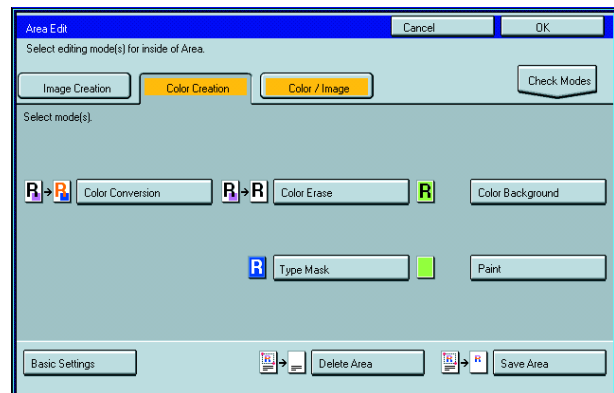 Area Edit Cancel OK
Select editing mode(s) for inside of Area.
Image Creation Color Creation Color / Image Check Modes
Select mode(s).
R R Color Conversion R R Color Erase R Color Background
R Type Mask Paint
Basic Settings R Delete Area R R Save Area